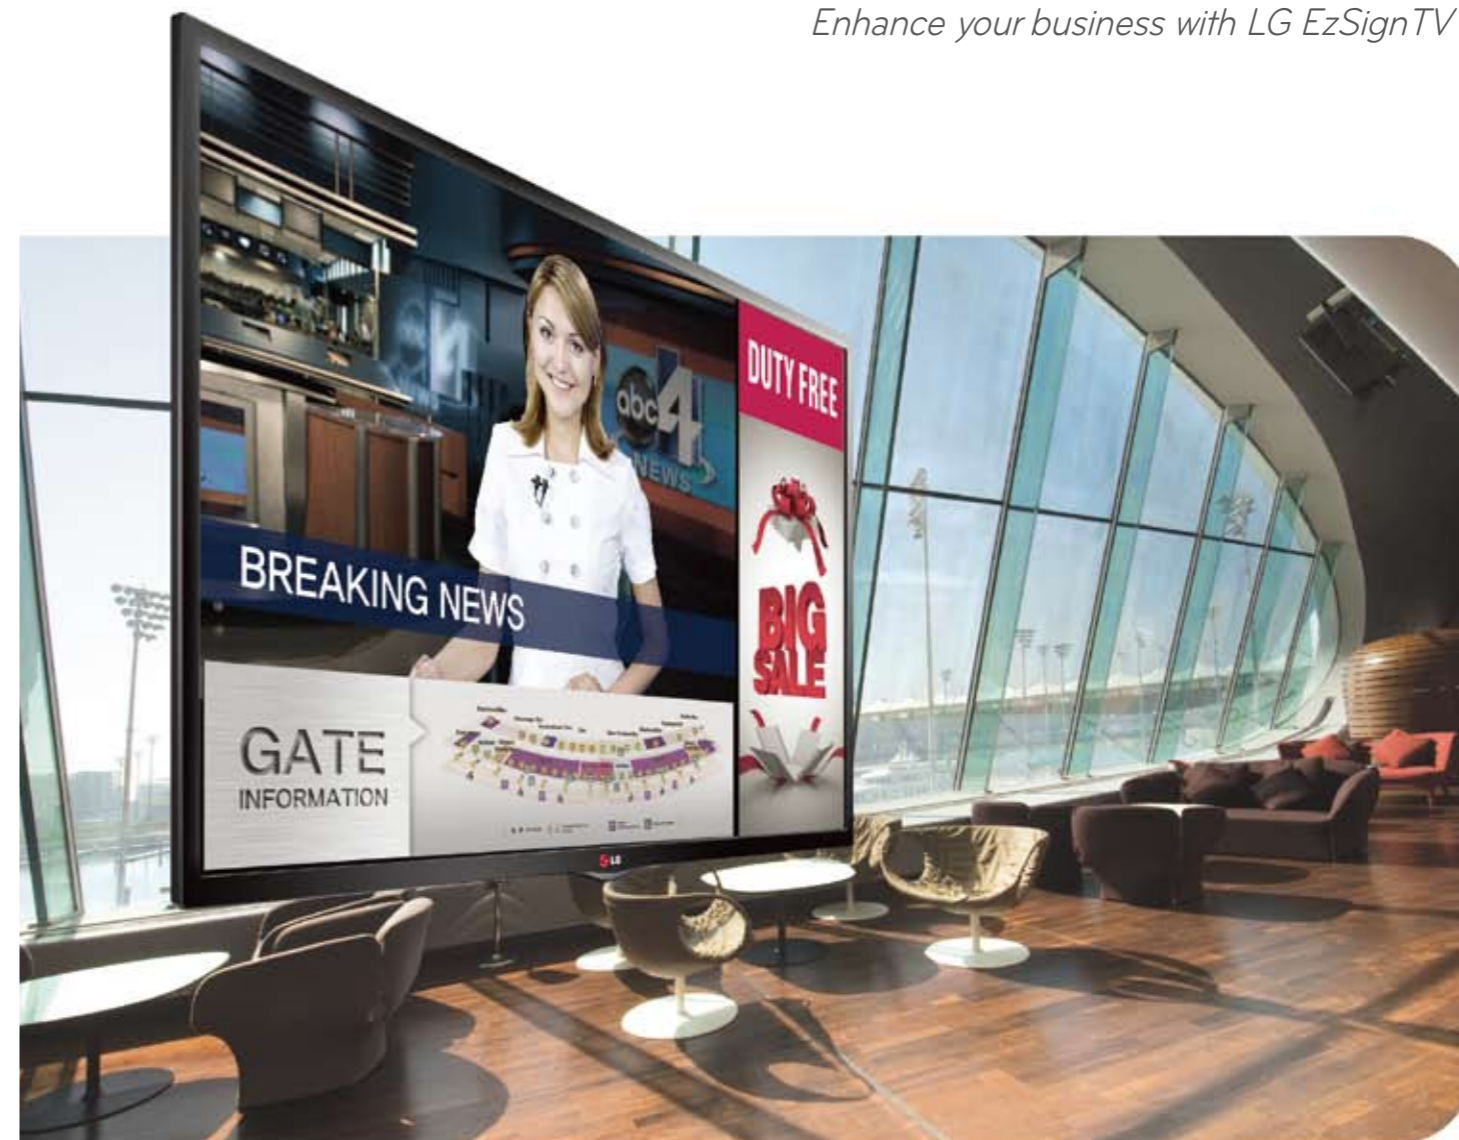 Enhance your business with LG EzSignTV
DUTY FREE
abc 4
NEWS
BREAKING NEWS
BIG
SALE
GATE
INFORMATION
LG